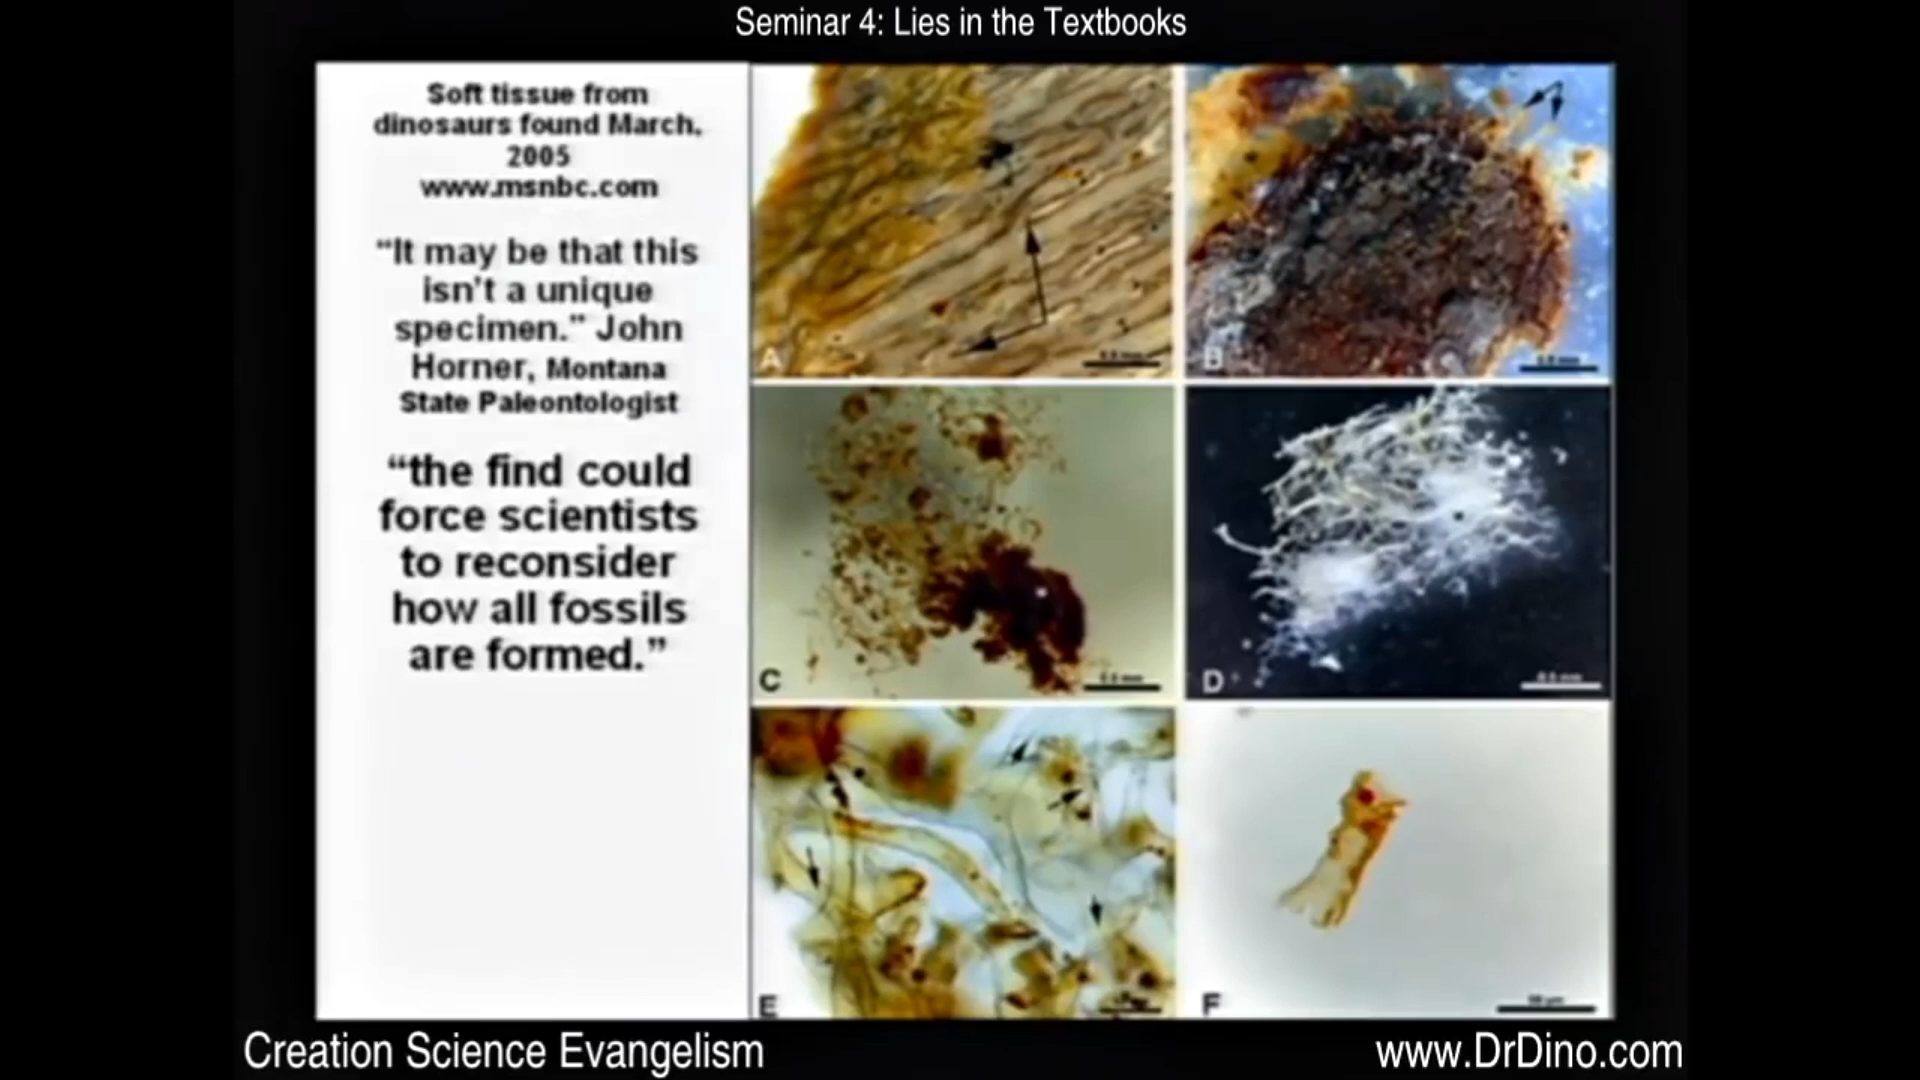 Seminar 4: Lies in the Textbooks
Soft tissue from
dinosaurs found March,
2005
www.msnbc.com
“It may be that this
isn't a unique
specimen.” John
Horner, Montana
State Paleontologist
“the find could
force scientists
to reconsider
how all fossils
are formed.”
A
B
C
D
E
F
Creation Science Evangelism
www.DrDino.com